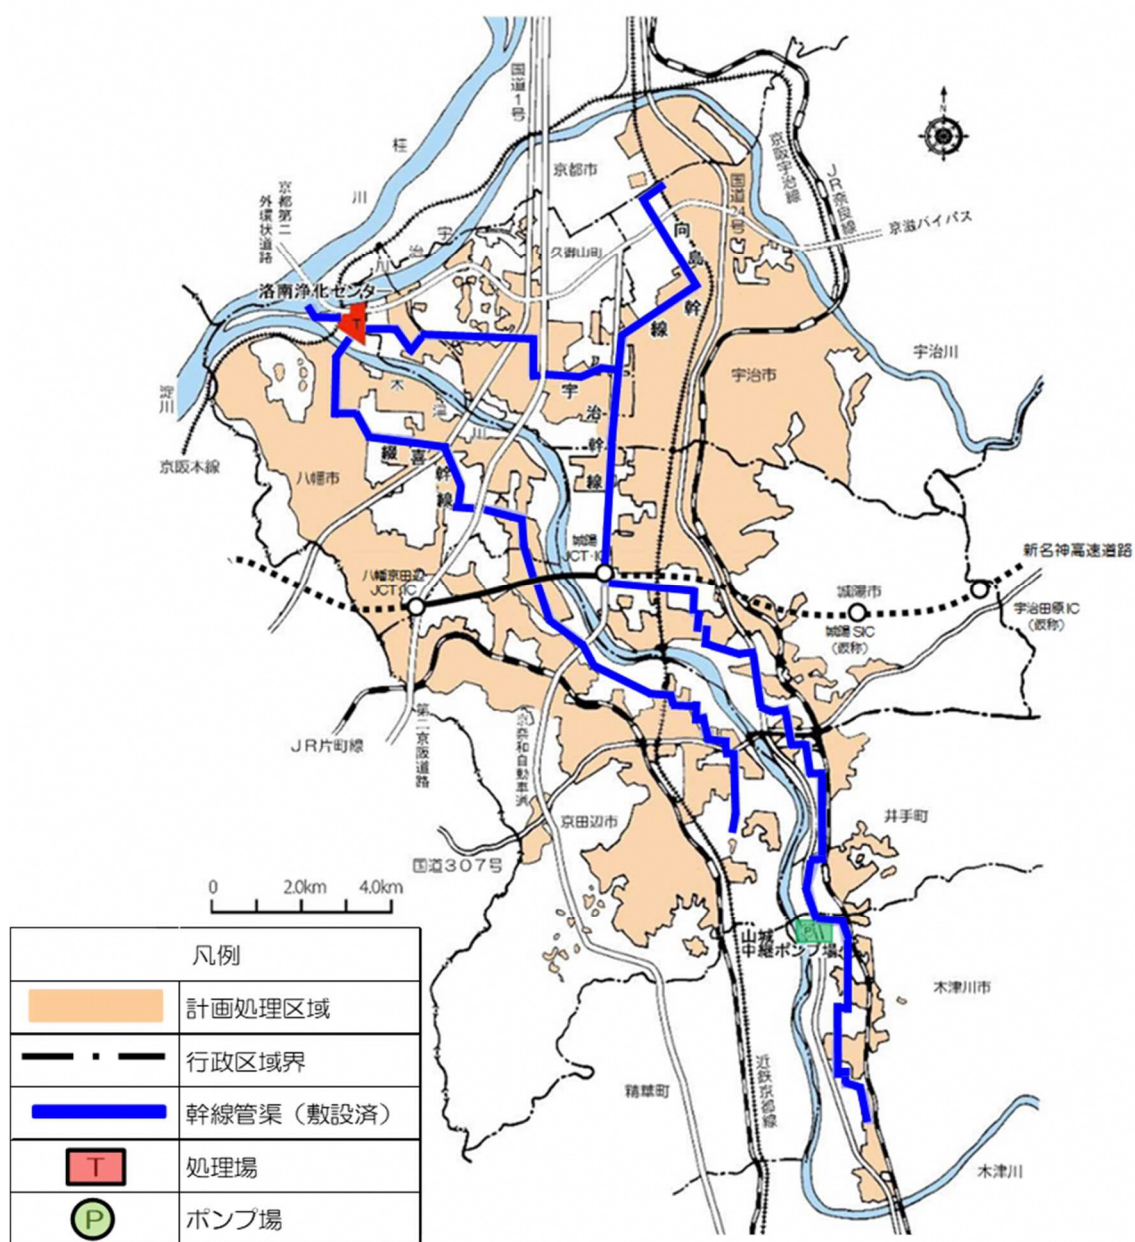 国道1号
桂川
京都市
N
京阪宇治線
JR奈良線
国道24号
京滋バイパス
京都第二
外環状道路
宇治川
久御山町
向島幹線
洛南浄化センター
T
宇治川
宇治市
淀川
木津川
宇治幹線
京阪本線
綴喜幹線
八幡市
城陽
JCT・IC
新名神高速道路
八幡京田辺
JCT・IC
城陽市
宇治田原IC
(仮称)
城陽SIC
(仮称)
JR片町線
第二京阪道路
京奈和自動車道
京田辺市
井手町
国道307号
0 2.0km 4.0km
P
山城
中継ポンプ場
木津川市
精華町
近鉄京都線
木津川
凡例
計画処理区域
行政区域界
幹線管渠(敷設済)
T 処理場
P ポンプ場